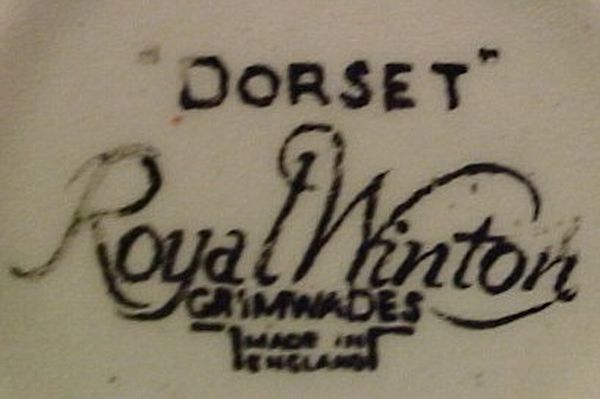 "DORSET"
Royal Winton
GRIMWADES
MADE IN
ENGLAND